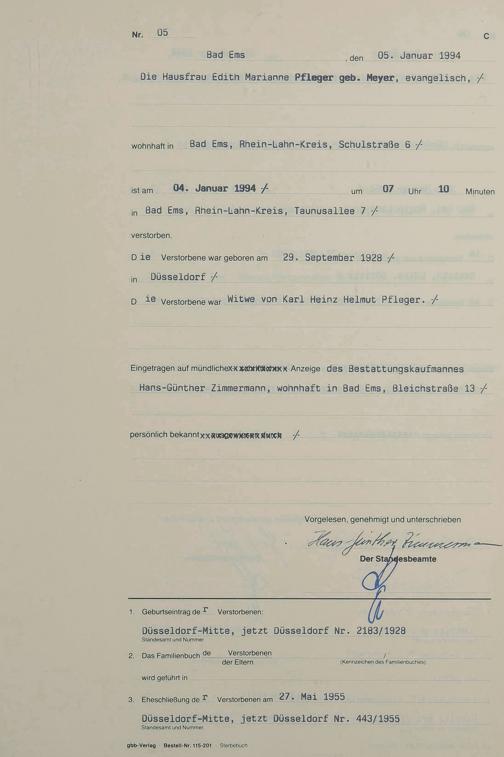 Nr. 05 C
Bad Ems , den 05. Januar 1994
Die Hausfrau Edith Marianne Pfleger geb. Meyer, evangelisch, ⁒
wohnhaft in Bad Ems, Rhein-Lahn-Kreis, Schulstraße 6 ⁒
ist am 04. Januar 1994 ⁒ um 07 Uhr 10 Minuten
in Bad Ems, Rhein-Lahn-Kreis, Taunusallee 7 ⁒
verstorben.
D ie Verstorbene war geboren am 29. September 1928 ⁒
in Düsseldorf ⁒
D ie Verstorbene war Witwe von Karl Heinz Helmut Pfleger. ⁒
Eingetragen auf mündliche Anzeige des Bestattungskaufmannes
Hans-Günther Zimmermann, wohnhaft in Bad Ems, Bleichstraße 13 ⁒
persönlich bekannt ⁒
Vorgelesen, genehmigt und unterschrieben
Hans-Günther Zimmermann
Der Standesbeamte
1. Geburtseintrag de r Verstorbenen:
Düsseldorf-Mitte, jetzt Düsseldorf Nr. 2183/1928
Standesamt und Nummer
2. Das Familienbuch de Verstorbenen
der Eltern / (Kennzeichen des Familienbuches)
wird geführt in
3. Eheschließung de r Verstorbenen am 27. Mai 1955
Düsseldorf-Mitte, jetzt Düsseldorf Nr. 443/1955
Standesamt und Nummer
gbb-Verlag Bestell-Nr. 115-201 Sterbebuch